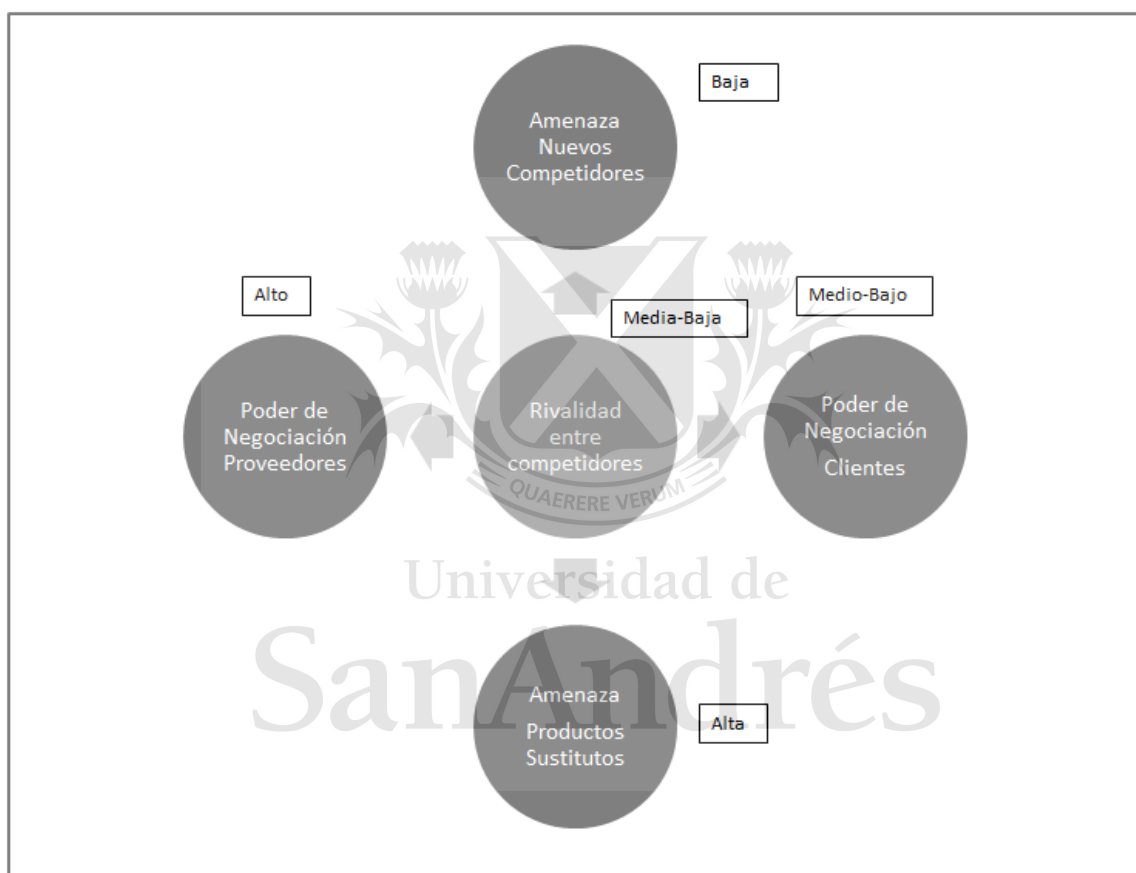 Baja
Amenaza
Nuevos
Competidores
Alto
Media-Baja
Medio-Bajo
Poder de
Negociación
Proveedores
Rivalidad
entre
competidores
Poder de
Negociación
Clientes
QUAERERE VERUM
Universidad de
SanAndrés
Amenaza
Productos
Sustitutos
Alta